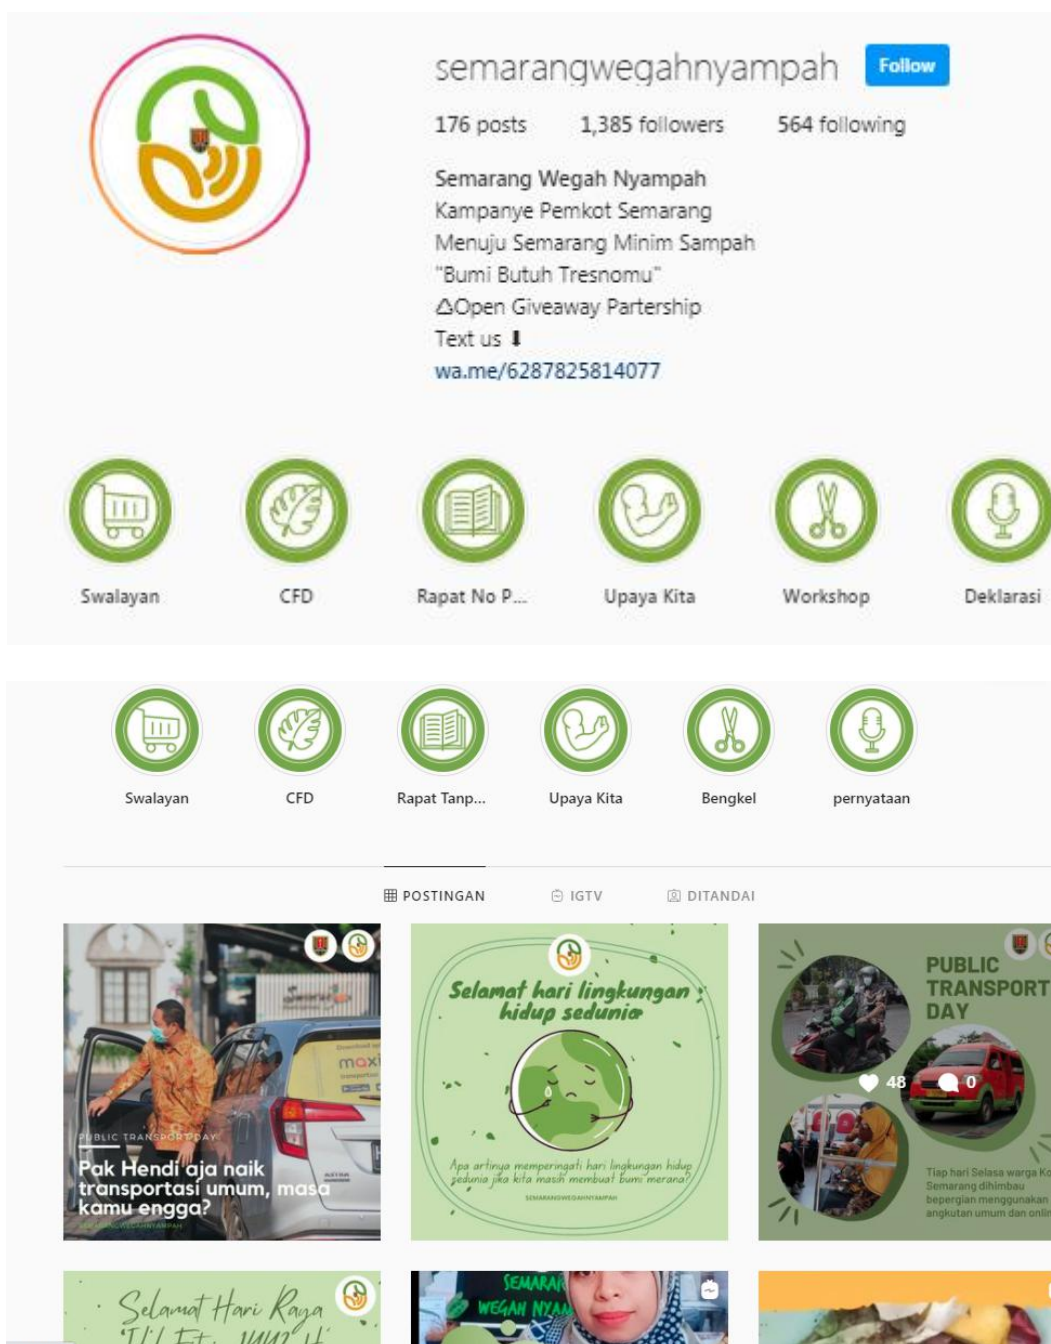 semarangwegahnyampah Follow
176 posts 1,385 followers 564 following
Semarang Wegah Nyampah
Kampanye Pemkot Semarang
Menuju Semarang Minim Sampah
"Bumi Butuh Tresnomu"
Open Giveaway Partership
Text us ⬇
wa.me/6287825814077
Swalayan CFD Rapat No P... Upaya Kita Workshop Deklarasi
Swalayan CFD Rapat Tanp... Upaya Kita Bengkel pernyataan
POSTINGAN IGTV DITANDAI
maxi
PUBLIC TRANSPORT DAY
Pak Hendi aja naik
transportasi umum, masa
kamu engga?
SEMARANGWEGAHNYAMPAH
Selamat hari lingkungan
hidup sedunia
Apa artinya memperingati hari lingkungan hidup
sedunia jika kita masih membuat bumi merana?
SEMARANGWEGAHNYAMPAH
PUBLIC
TRANSPORT
DAY
48 0
Tiap hari Selasa warga Ko
Semarang dihimbau
bepergian menggunakan
angkutan umum dan onlin
Selamat Hari Raya
SEMARAN
WEGAH NYAM